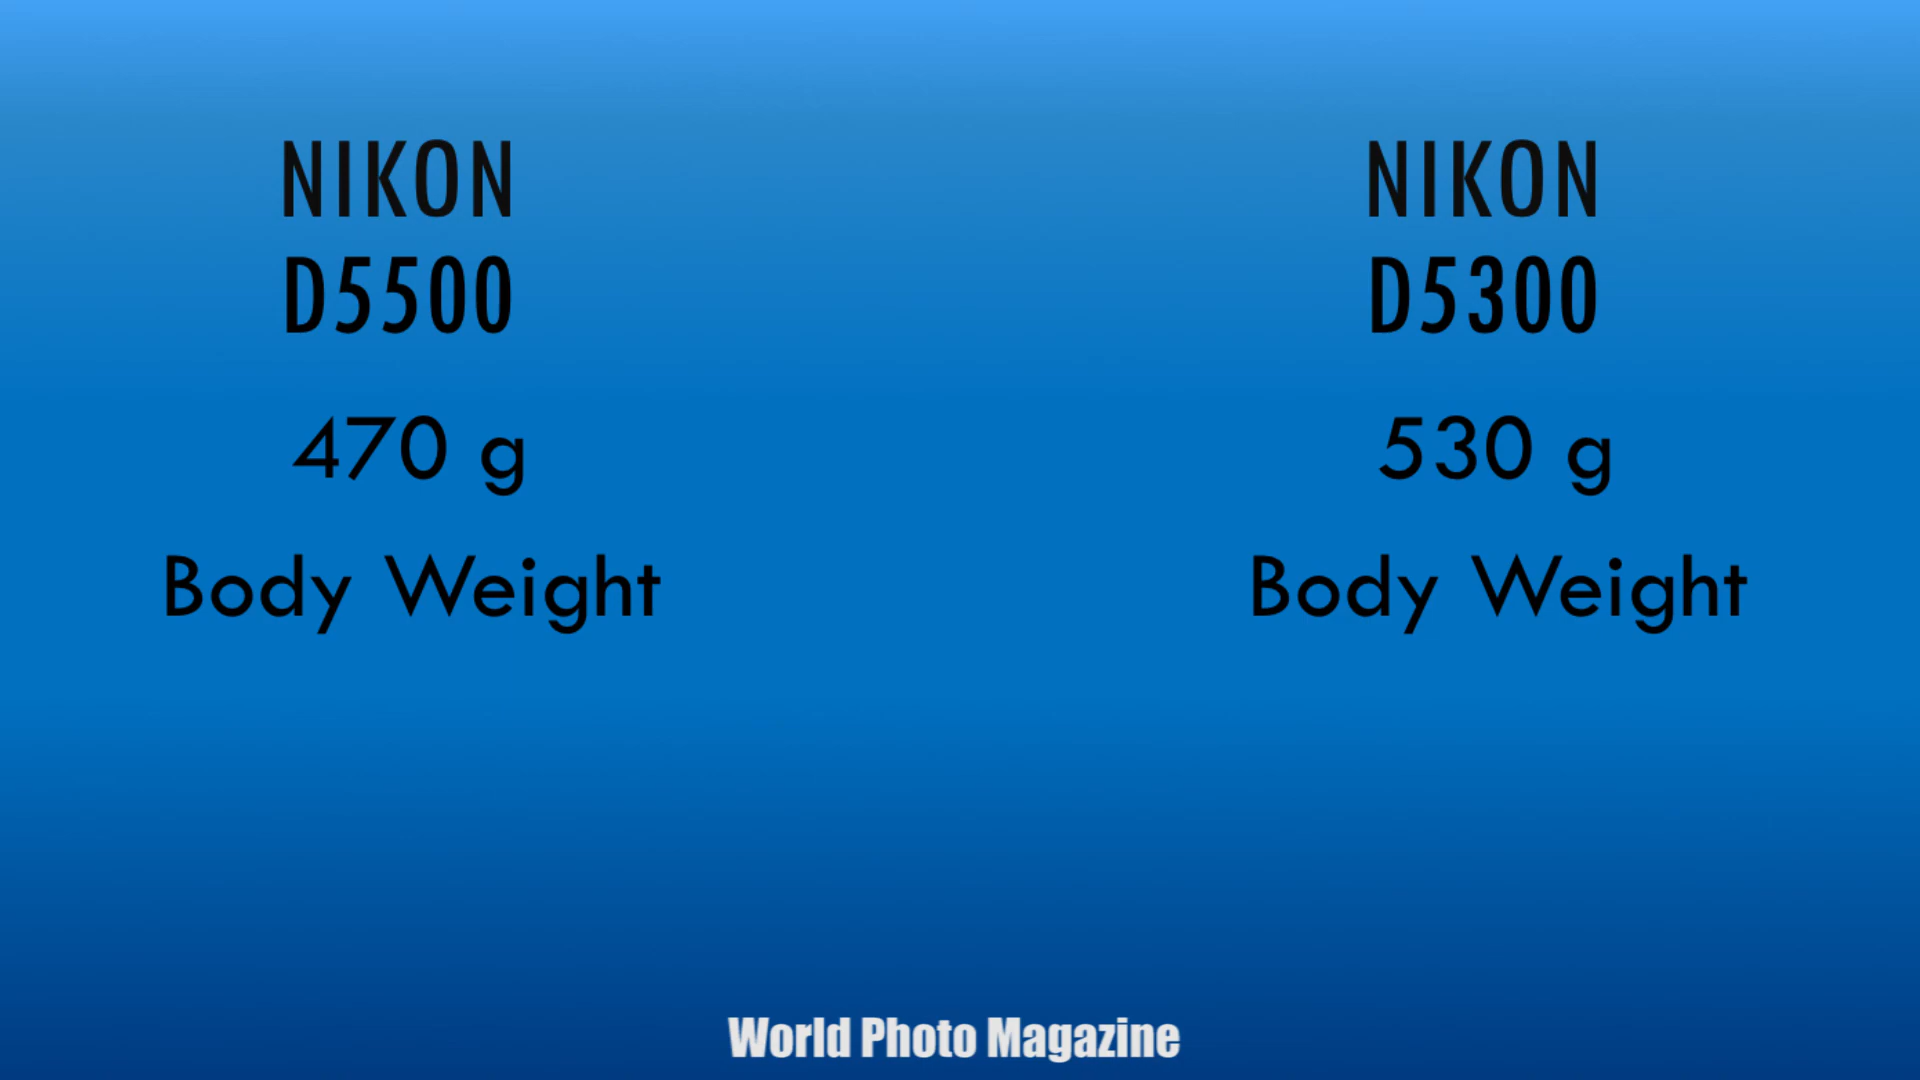 NIKON
D5500
470 g
Body Weight
NIKON
D5300
530 g
Body Weight
World Photo Magazine